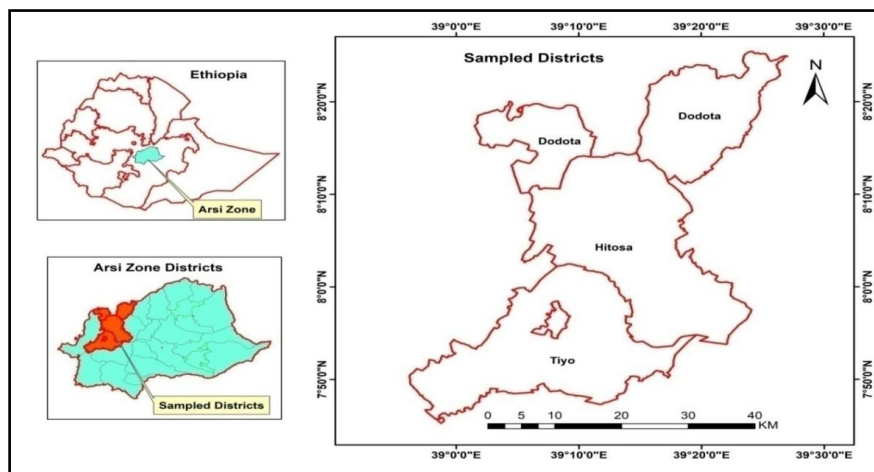 Ethiopia
Arsi Zone
Arsi Zone Districts
Sampled Districts
39°0'0"E 39°10'0"E 39°20'0"E 39°30'0"E
Sampled Districts
N
8°20'0"N
8°20'0"N
Dodota
Dodota
8°10'0"N
8°10'0"N
Hitosa
8°0'0"N
8°0'0"N
Tiyo
7°50'0"N
7°50'0"N
0 5 10 20 30 40
KM
39°0'0"E 39°10'0"E 39°20'0"E 39°30'0"E